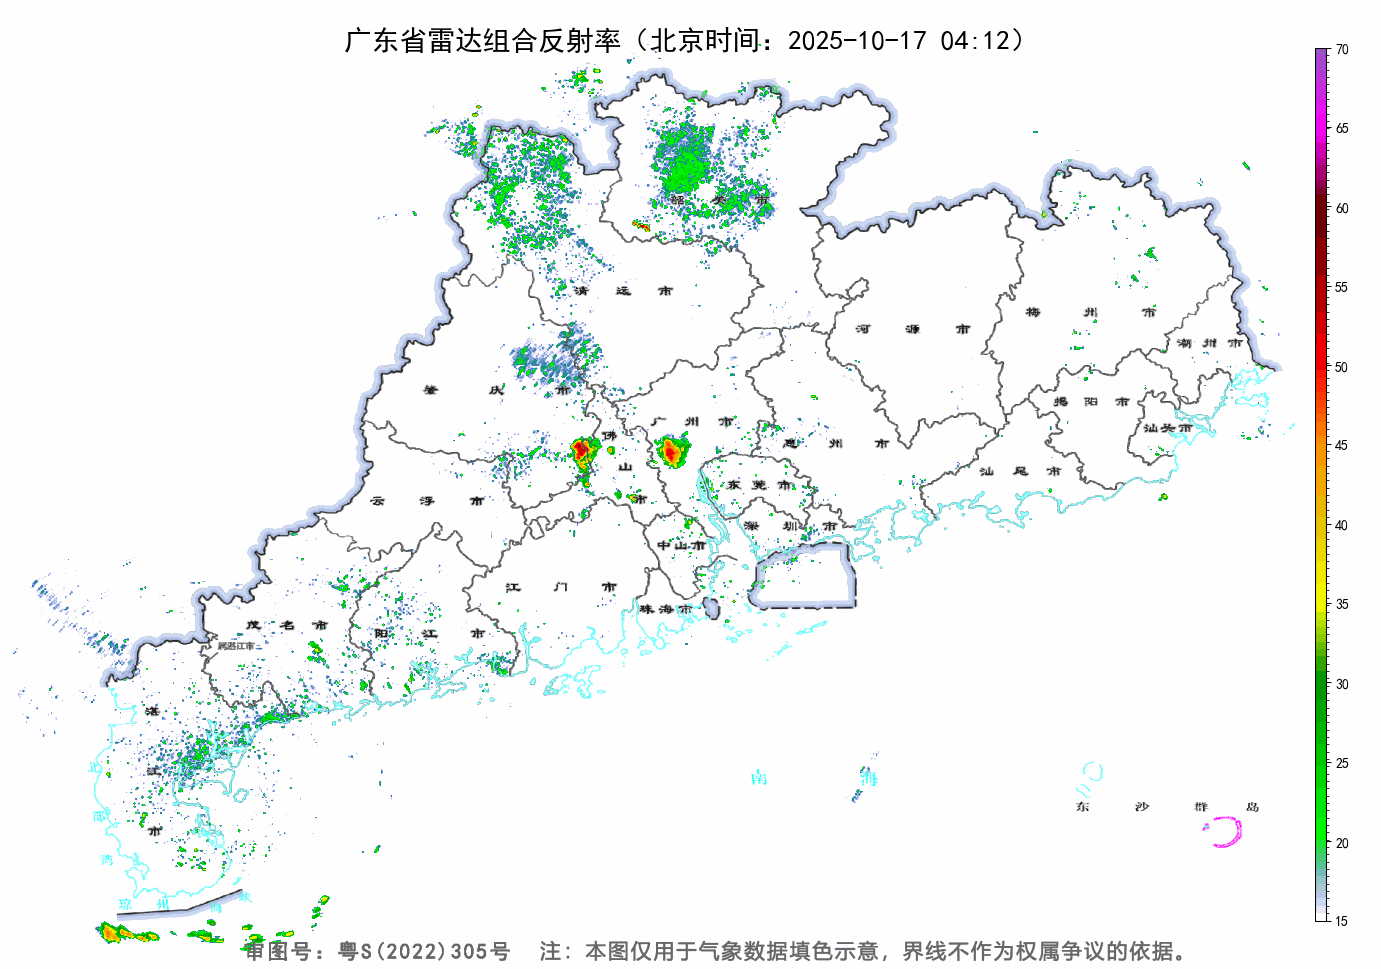 广东省雷达组合反射率（北京时间：2025-10-17 04:12）
70
65
60
55
50
45
40
35
30
25
20
15
韶关市
清远市
河源市
梅州市
潮州市
肇庆市
广州市
佛山市
惠州市
揭阳市
汕头市
汕尾市
云浮市
东莞市
深圳市
中山市
江门市
珠海市
茂名市
属湛江市
阳江市
湛江市
北部湾
南海
东沙群岛
琼州海峡
审图号：粤S(2022)305号 注：本图仅用于气象数据填色示意，界线不作为权属争议的依据。